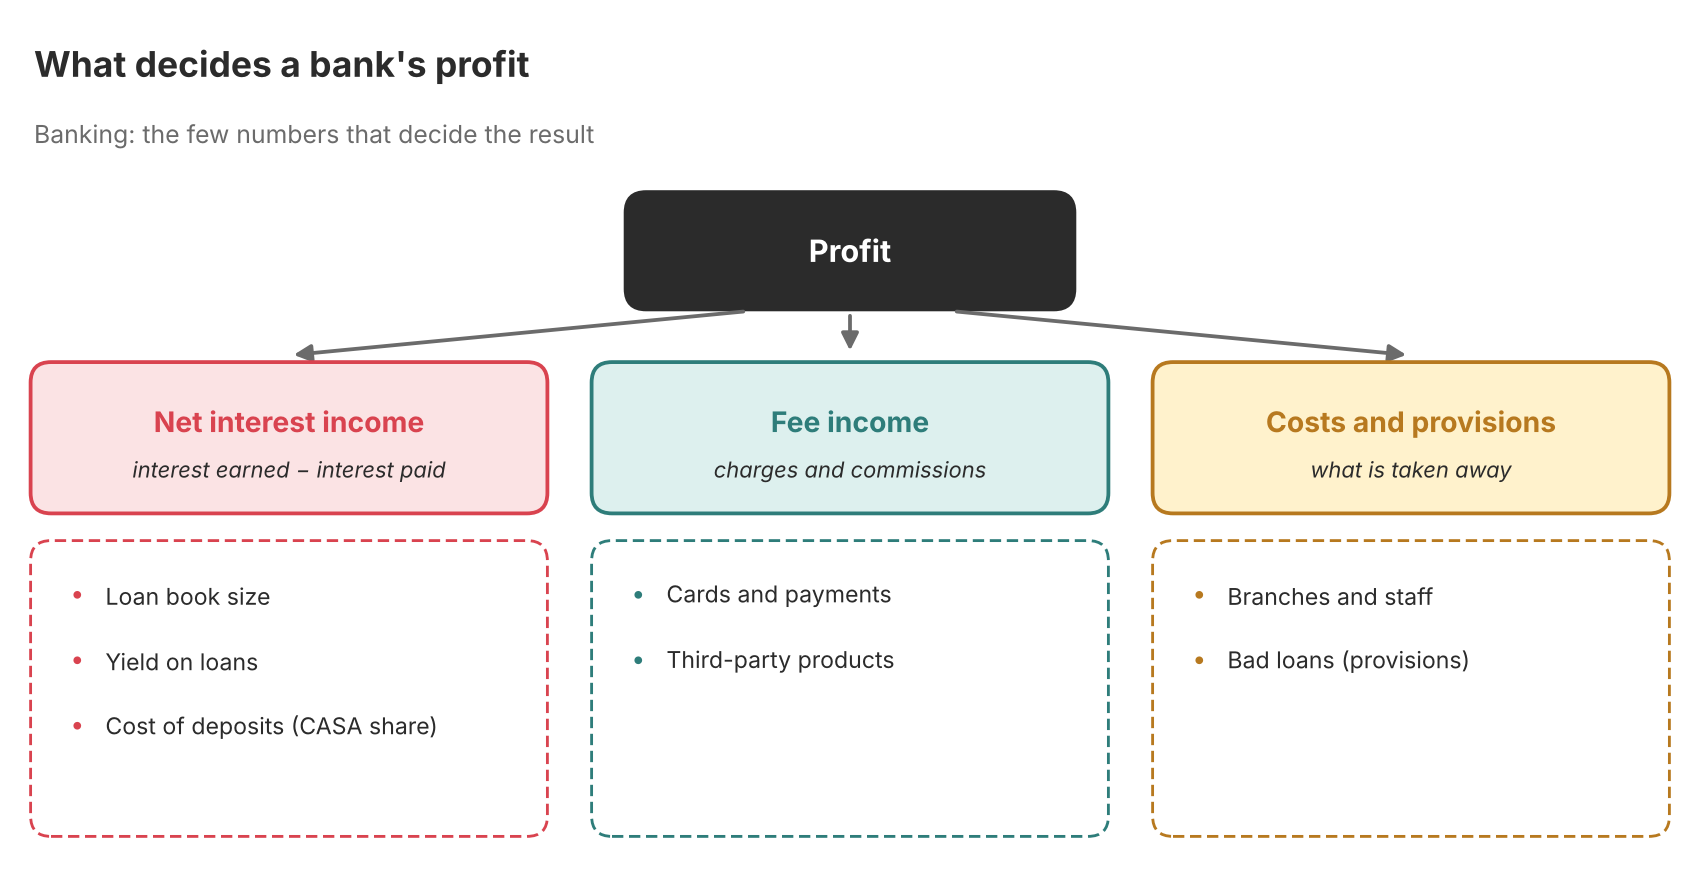 What decides a bank's profit
Banking: the few numbers that decide the result
Profit
Net interest income
interest earned − interest paid
Fee income
charges and commissions
Costs and provisions
what is taken away
• Loan book size
• Yield on loans
• Cost of deposits (CASA share)
• Cards and payments
• Third-party products
• Branches and staff
• Bad loans (provisions)